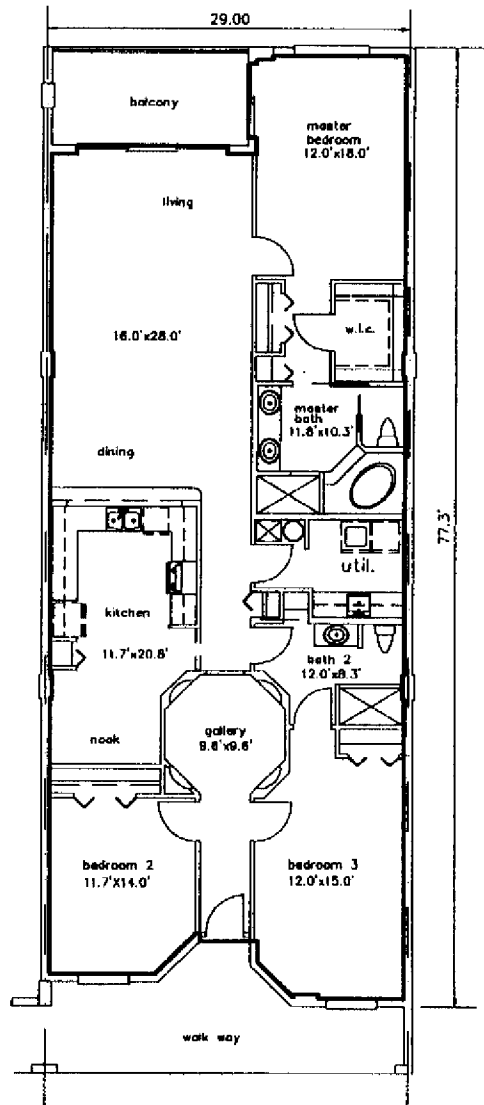 29.00
balcony
master
bedroom
12.0'x18.0'
living
w.i.c.
16.0'x28.0'
master
bath
11.8'x10.3'
dining
77.3'
util.
kitchen
11.7'x20.8'
bath 2
12.0'x8.3'
gallery
9.6'x9.6'
nook
bedroom 2
11.7'X14.0'
bedroom 3
12.0'x15.0'
walk way